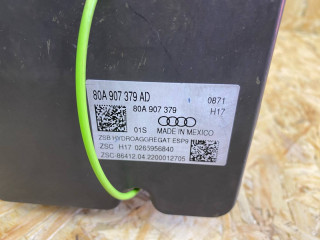 80A 907 379 AD
80A 907 379 0871
H17
01S MADE IN MEXICO
ZSB HYDROAGGREGAT ESP9
ZSC H17 0263956840
ZSC-86412.04 2200012705